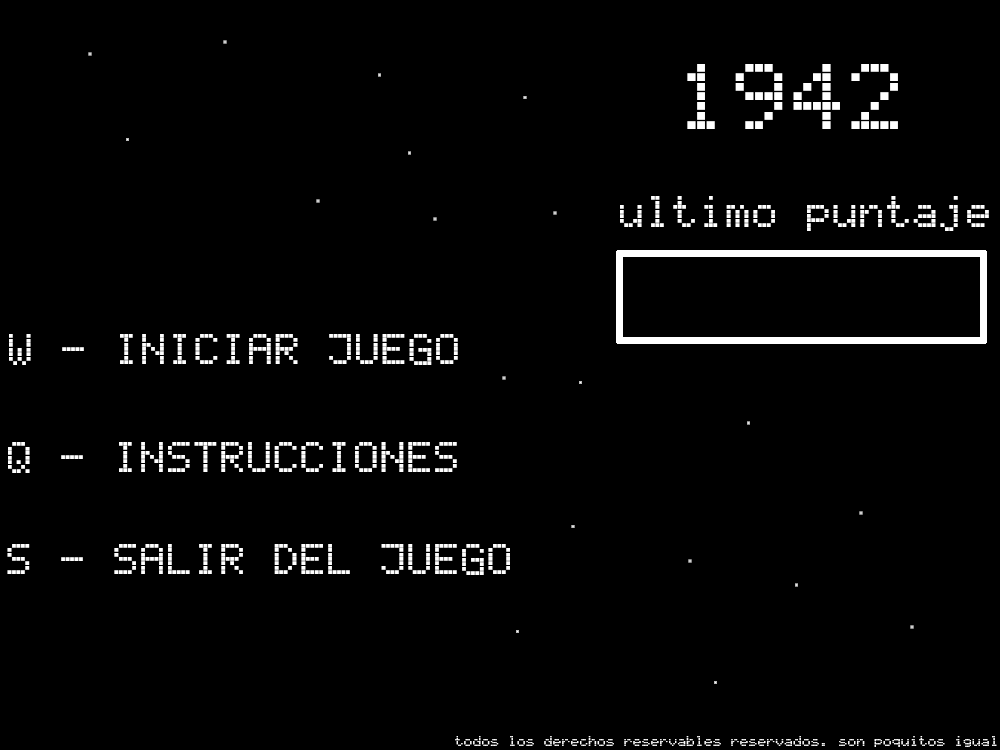 1942
ultimo puntaje
W - INICIAR JUEGO
Q - INSTRUCCIONES
S - SALIR DEL JUEGO
todos los derechos reservables reservados. son poquitos igual